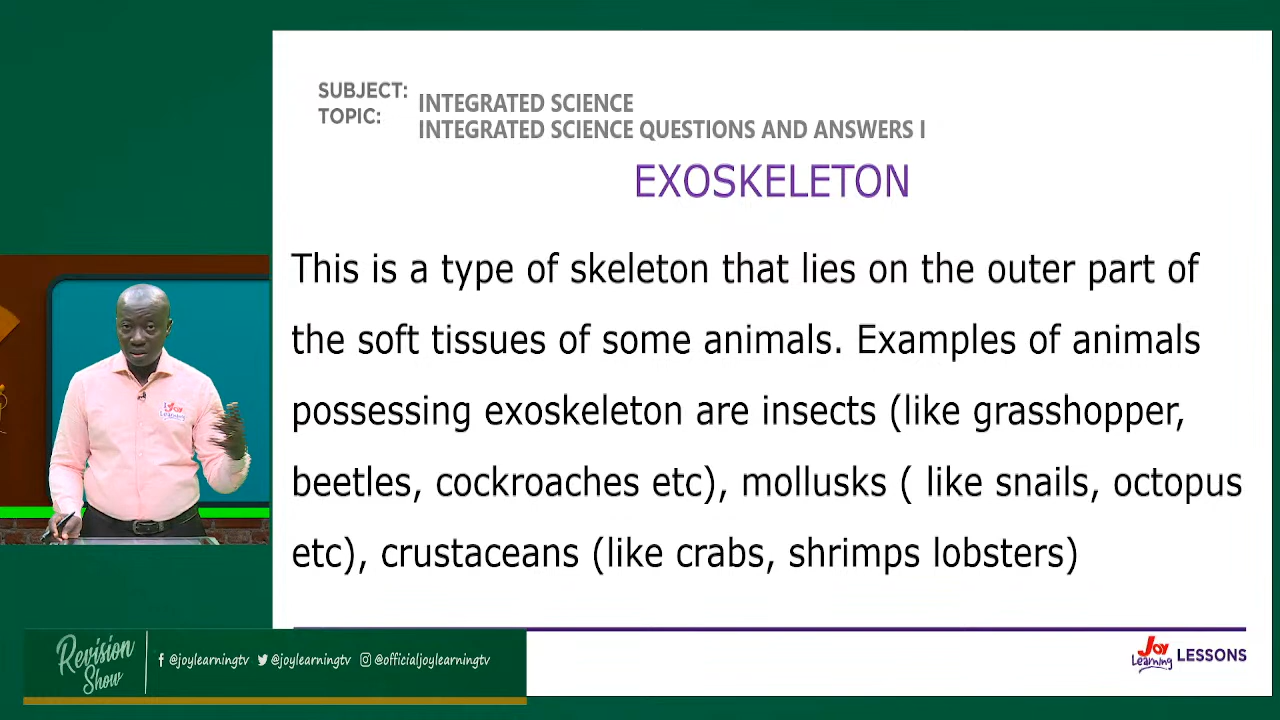 SUBJECT: INTEGRATED SCIENCE
TOPIC: INTEGRATED SCIENCE QUESTIONS AND ANSWERS I
EXOSKELETON
This is a type of skeleton that lies on the outer part of
the soft tissues of some animals. Examples of animals
possessing exoskeleton are insects (like grasshopper,
beetles, cockroaches etc), mollusks ( like snails, octopus
etc), crustaceans (like crabs, shrimps lobsters)
Joy Learning
Revision Show
@joylearningtv @joylearningtv @officialjoylearningtv
Joy Learning LESSONS